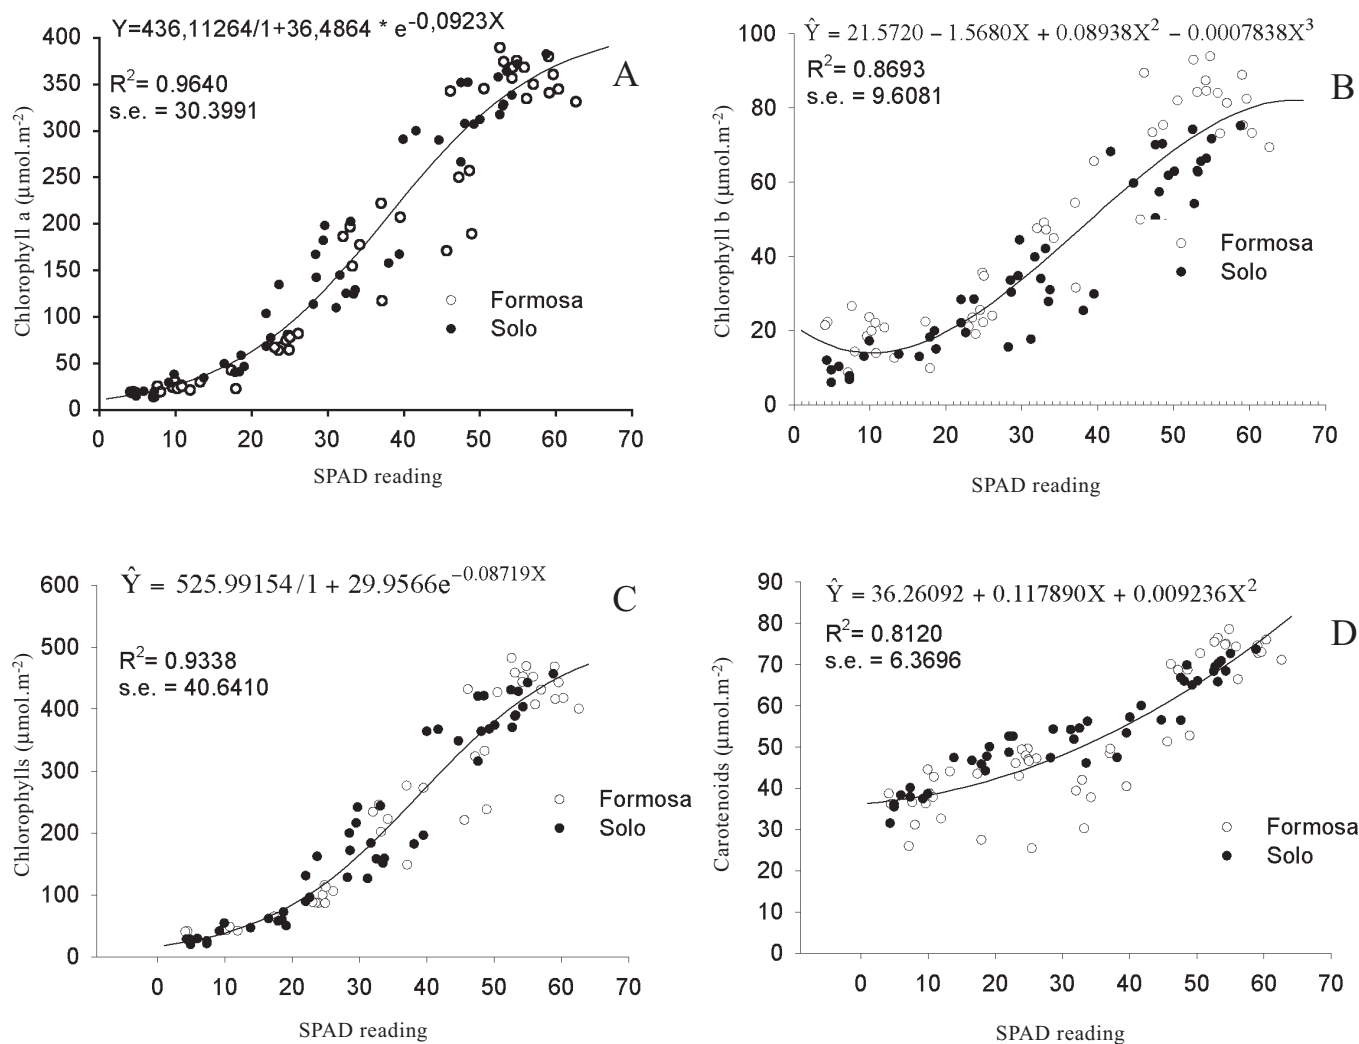 Y=436,11264/1+36,4864 * e-0,0923X
R2= 0.9640
s.e. = 30.3991
A
Chlorophyll a (µmol.m-2)
400
350
300
250
200
150
100
50
0
0 10 20 30 40 50 60 70
SPAD reading
Formosa
Solo
Ŷ = 21.5720 − 1.5680X + 0.08938X2 − 0.0007838X3
R2= 0.8693
s.e. = 9.6081
B
Chlorophyll b (µmol.m-2)
100
80
60
40
20
0
0 10 20 30 40 50 60 70
SPAD reading
Formosa
Solo
Ŷ = 525.99154/1 + 29.9566e−0.08719X
R2= 0.9338
s.e. = 40.6410
C
Chlorophylls (µmol.m-2)
600
500
400
300
200
100
0
0 10 20 30 40 50 60 70
SPAD reading
Formosa
Solo
Ŷ = 36.26092 + 0.117890X + 0.009236X2
R2= 0.8120
s.e. = 6.3696
D
Carotenoids (µmol.m-2)
90
80
70
60
50
40
30
20
10
0
0 10 20 30 40 50 60 70
SPAD reading
Formosa
Solo